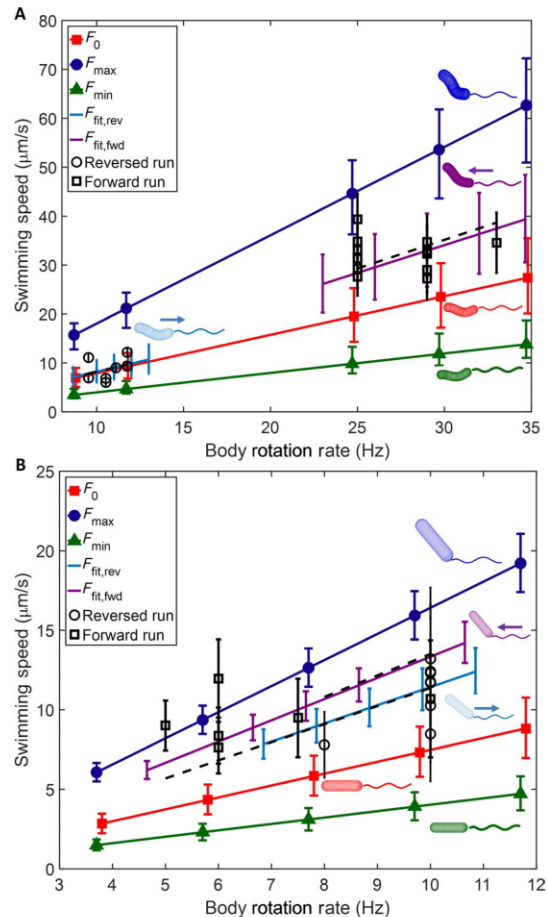 A
80
70
60
50
40
30
20
10
0
Swimming speed (μm/s)
F0
Fmax
Fmin
Ffit,rev
Ffit,fwd
Reversed run
Forward run
10 15 20 25 30 35
Body rotation rate (Hz)
B
25
20
15
10
5
0
Swimming speed (μm/s)
F0
Fmax
Fmin
Ffit,rev
Ffit,fwd
Reversed run
Forward run
3 4 5 6 7 8 9 10 11 12
Body rotation rate (Hz)